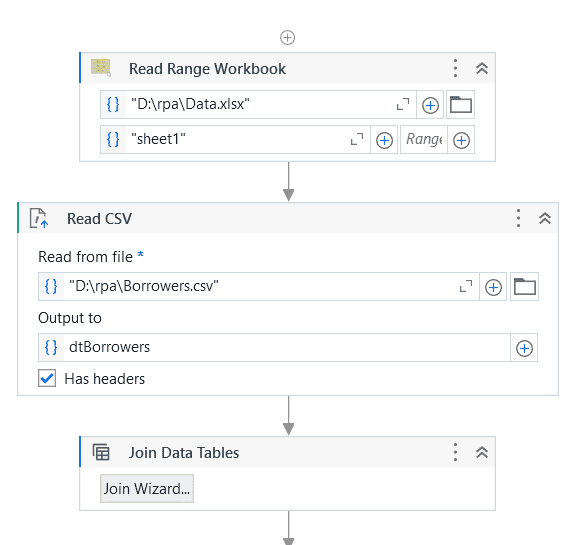 Read Range Workbook
{} "D:\rpa\Data.xlsx"
{} "sheet1" Range
Read CSV
Read from file *
{} "D:\rpa\Borrowers.csv"
Output to
{} dtBorrowers
Has headers
Join Data Tables
Join Wizard...